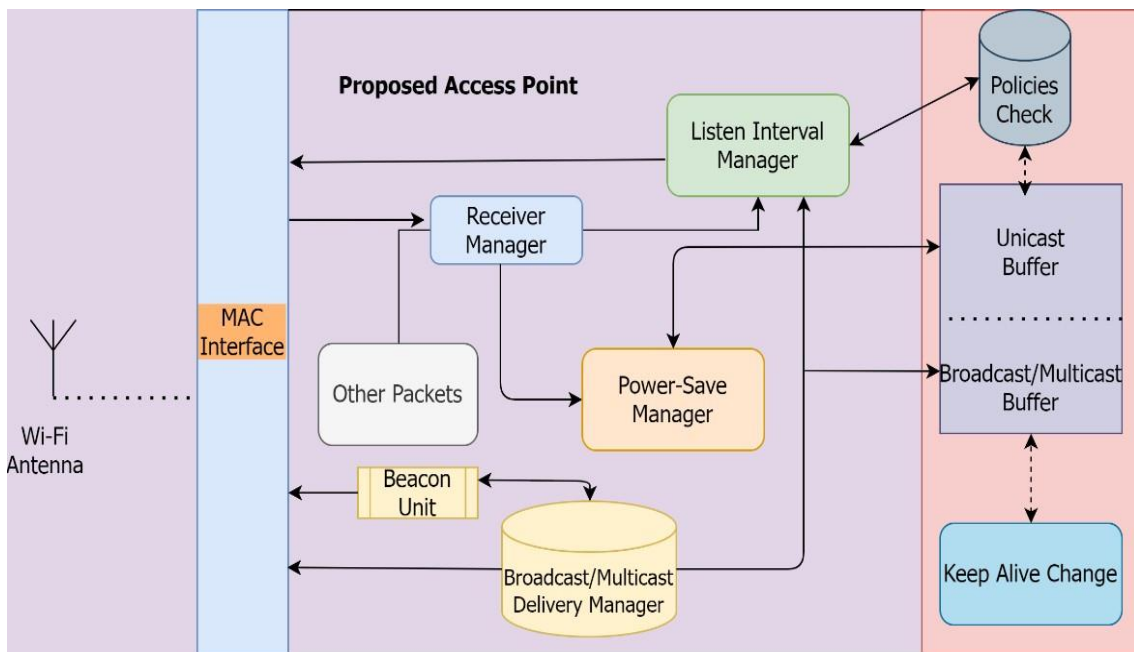 Proposed Access Point
Policies
Check
Listen Interval
Manager
Receiver
Manager
Unicast
Buffer
MAC
Interface
Other Packets
Power-Save
Manager
Broadcast/Multicast
Buffer
Wi-Fi
Antenna
Beacon
Unit
Broadcast/Multicast
Delivery Manager
Keep Alive Change